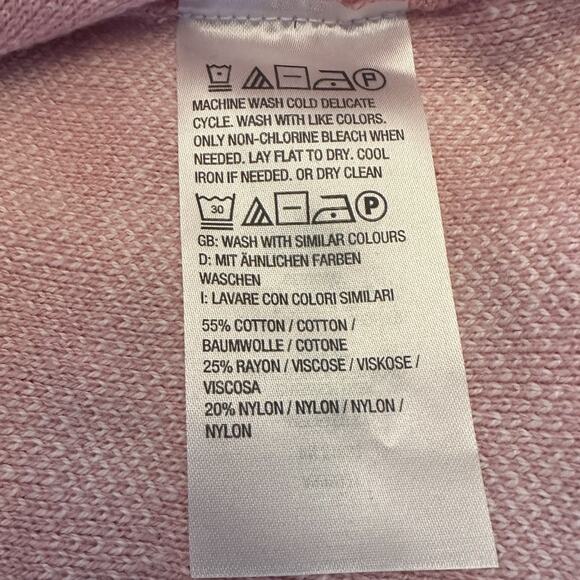 P
MACHINE WASH COLD DELICATE
CYCLE. WASH WITH LIKE COLORS.
ONLY NON-CHLORINE BLEACH WHEN
NEEDED. LAY FLAT TO DRY. COOL
IRON IF NEEDED. OR DRY CLEAN
30 P
GB: WASH WITH SIMILAR COLOURS
D: MIT ÄHNLICHEN FARBEN
WASCHEN
I: LAVARE CON COLORI SIMILARI
55% COTTON / COTTON /
BAUMWOLLE / COTONE
25% RAYON / VISCOSE / VISKOSE /
VISCOSA
20% NYLON / NYLON / NYLON /
NYLON